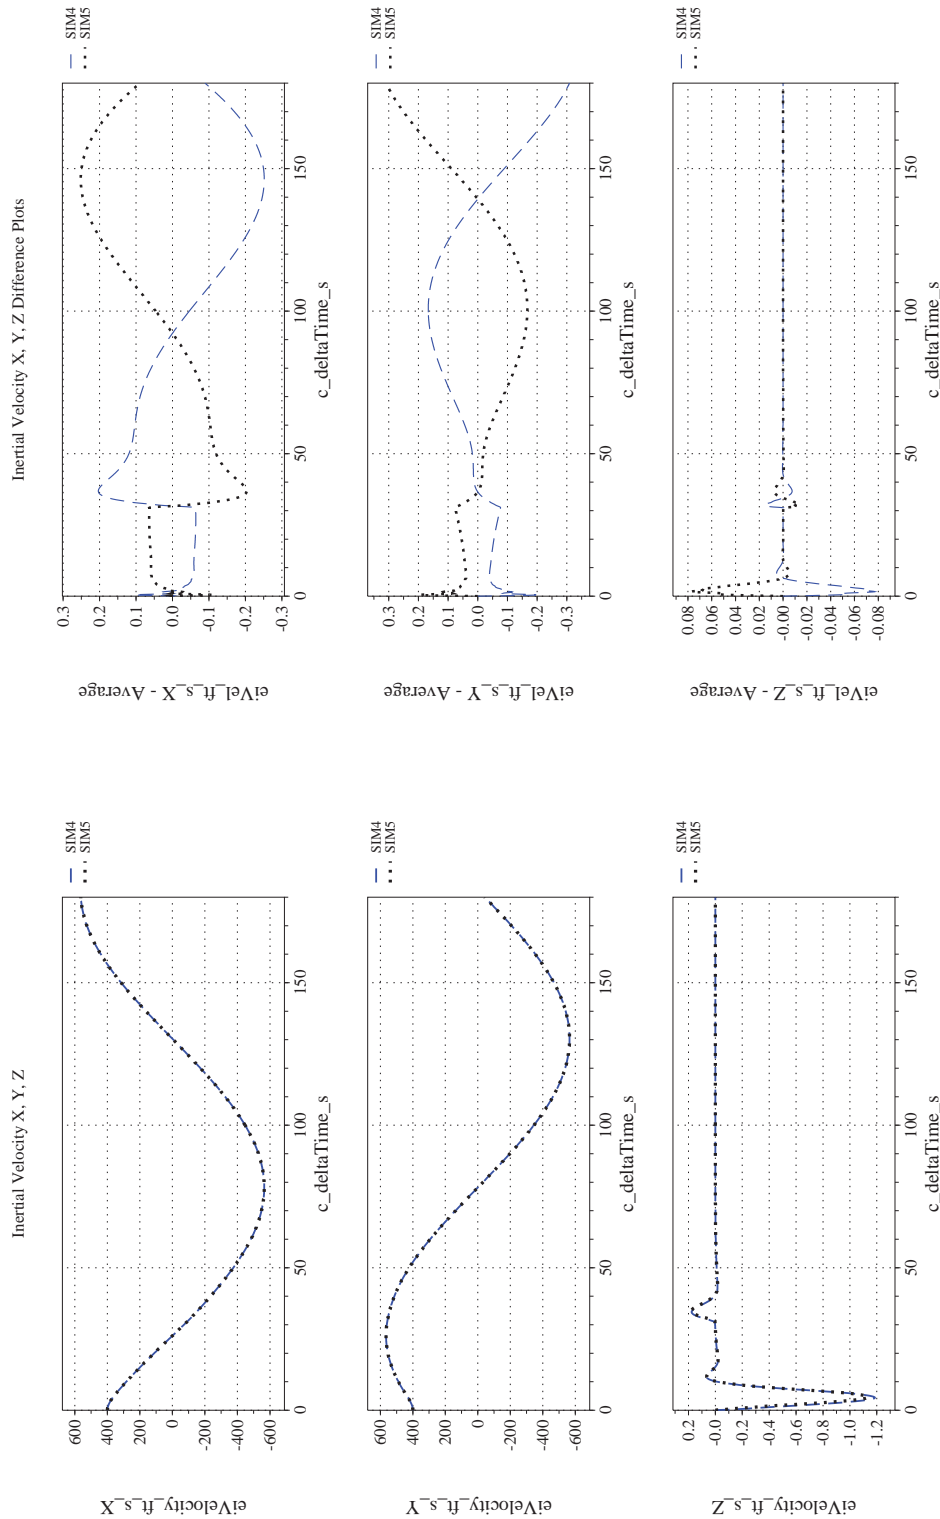 Inertial Velocity X, Y, Z
SIM4
SIM5
600
400
200
0
-200
-400
-600
0
50
100
150
eiVelocity_ft_s_X
c_deltaTime_s
SIM4
SIM5
600
400
200
0
-200
-400
-600
0
50
100
150
eiVelocity_ft_s_Y
c_deltaTime_s
SIM4
SIM5
0.2
-0.0
-0.2
-0.4
-0.6
-0.8
-1.0
-1.2
0
50
100
150
eiVelocity_ft_s_Z
c_deltaTime_s
Inertial Velocity X, Y, Z Difference Plots
SIM4
SIM5
0.3
0.2
0.1
0.0
-0.1
-0.2
-0.3
0
50
100
150
eiVel_ft_s_X - Average
c_deltaTime_s
SIM4
SIM5
0.3
0.2
0.1
0.0
-0.1
-0.2
-0.3
0
50
100
150
eiVel_ft_s_Y - Average
c_deltaTime_s
SIM4
SIM5
0.08
0.06
0.04
0.02
-0.00
-0.02
-0.04
-0.06
-0.08
0
50
100
150
eiVel_ft_s_Z - Average
c_deltaTime_s